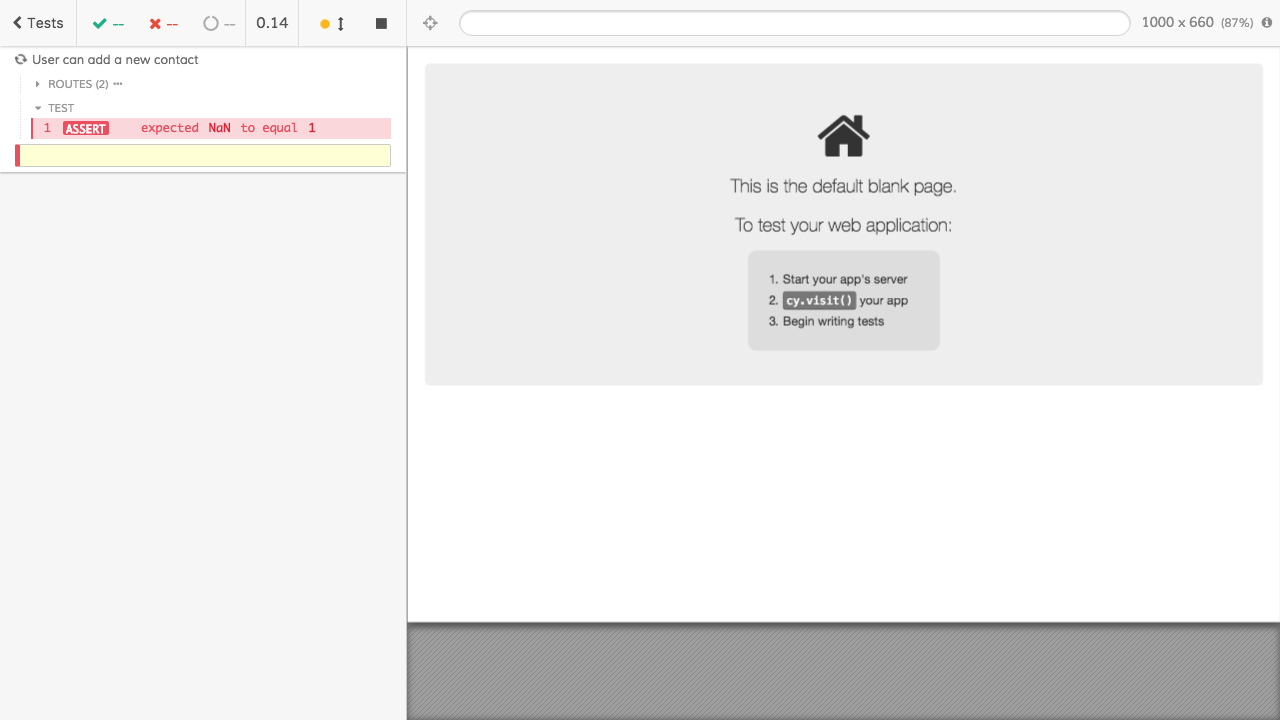 Tests -- -- -- 0.14 1000 x 660 (87%)
User can add a new contact
ROUTES (2)
TEST
1 ASSERT expected NaN to equal 1
This is the default blank page.
To test your web application:
1. Start your app's server
2. cy.visit() your app
3. Begin writing tests